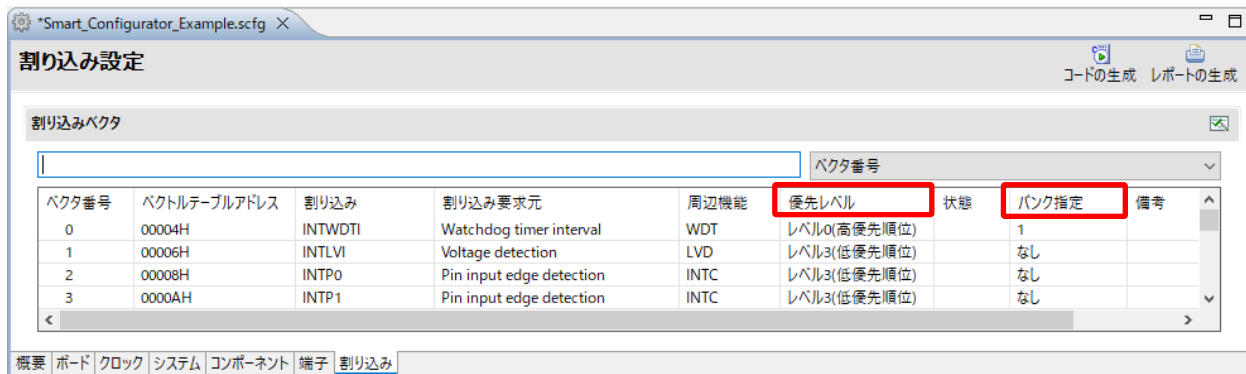 *Smart_Configurator_Example.scfg
割り込み設定
コードの生成 レポートの生成
割り込みベクタ
ベクタ番号
ベクタ番号 ベクトルテーブルアドレス 割り込み 割り込み要求元 周辺機能 優先レベル 状態 バンク指定 備考
0 00004H INTWDTI Watchdog timer interval WDT レベル0(高優先順位) 1
1 00006H INTLVI Voltage detection LVD レベル3(低優先順位) なし
2 00008H INTP0 Pin input edge detection INTC レベル3(低優先順位) なし
3 0000AH INTP1 Pin input edge detection INTC レベル3(低優先順位) なし
概要 ボード クロック システム コンポーネント 端子 割り込み